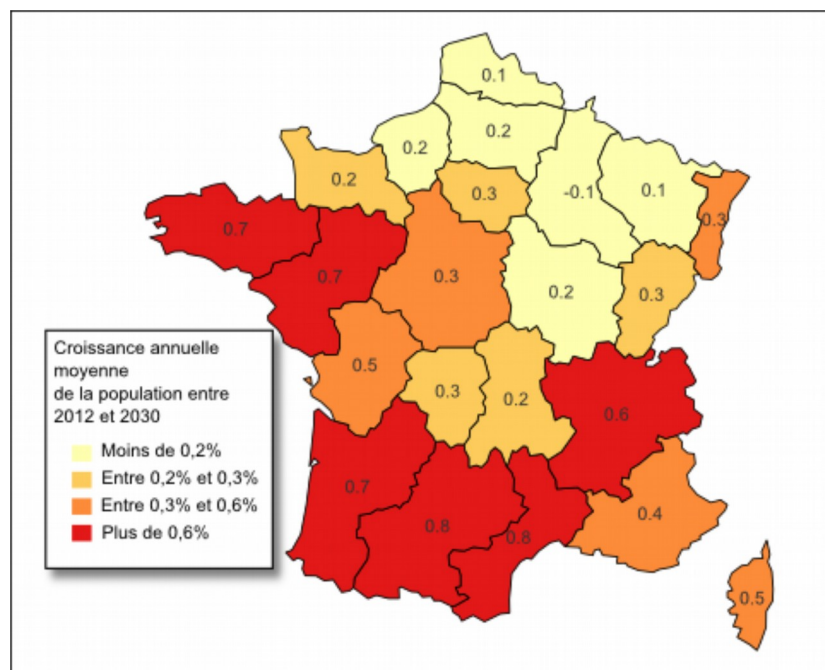 0.1
0.2
0.2
0.2
0.3
-0.1
0.1
0.3
0.7
0.7
0.3
0.2
0.3
Croissance annuelle
moyenne
de la population entre
2012 et 2030
Moins de 0,2%
Entre 0,2% et 0,3%
Entre 0,3% et 0,6%
Plus de 0,6%
0.5
0.3
0.2
0.6
0.7
0.8
0.8
0.4
0.5